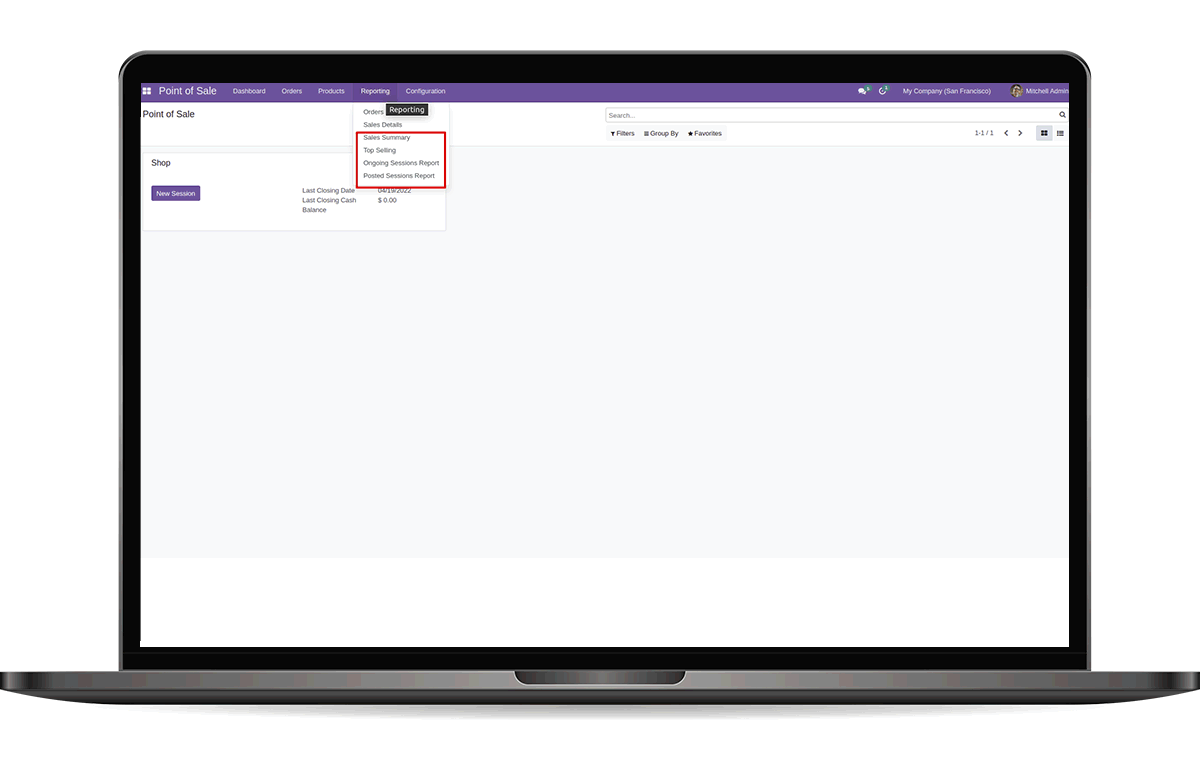 Point of Sale Dashboard Orders Products Reporting Configuration 5 1 My Company (San Francisco) Mitchell Admin
Point of Sale
Orders
Reporting
Search...
Sales Details
Filters Group By Favorites 1-1 / 1
Sales Summary
Top Selling
Ongoing Sessions Report
Posted Sessions Report
Shop
New Session
Last Closing Date 04/19/2022
Last Closing Cash $ 0.00
Balance